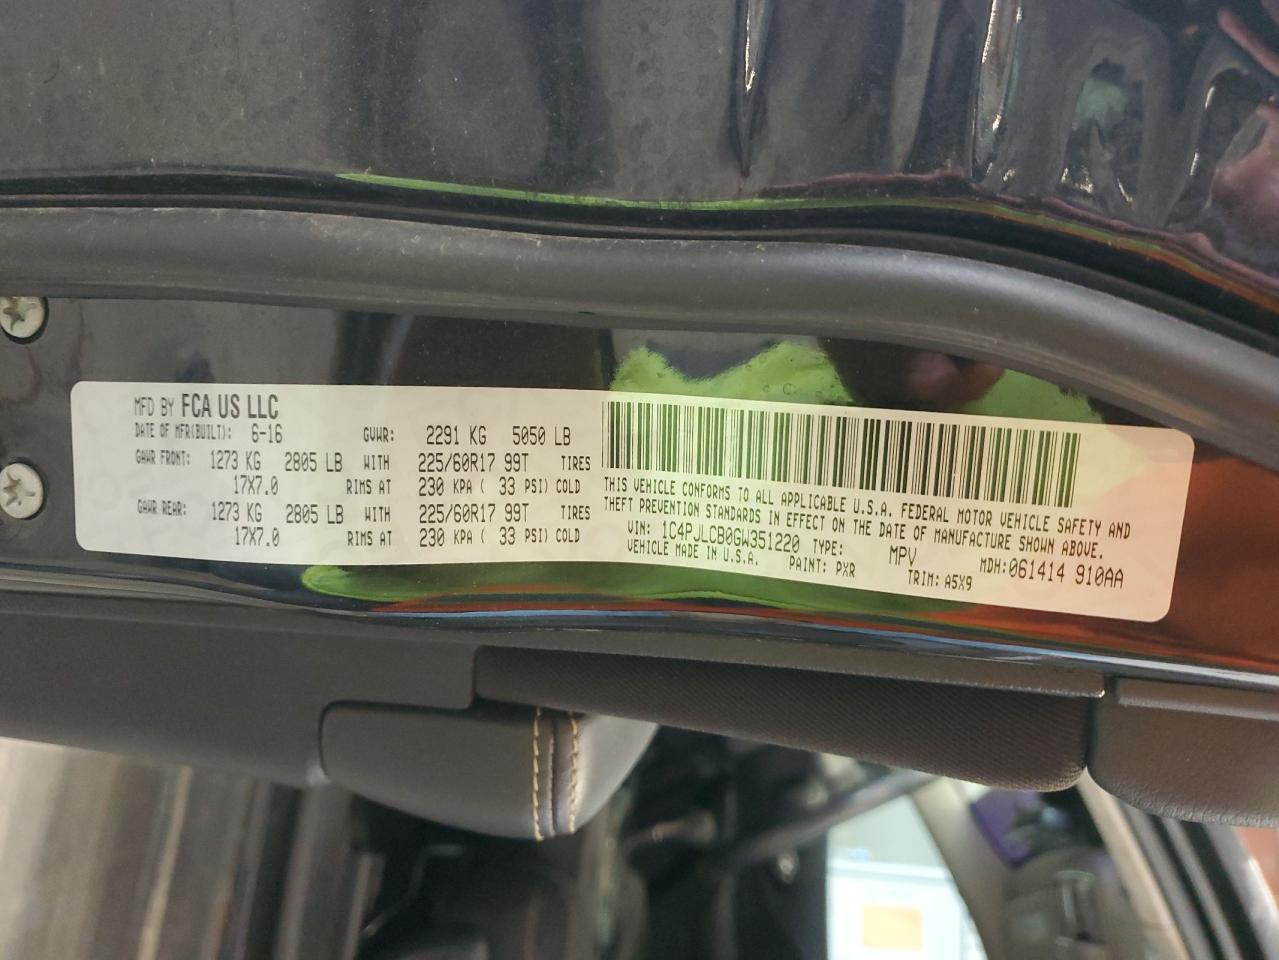 MFD BY FCA US LLC
DATE OF MFR(BUILT): 6-16 GVWR: 2291 KG 5050 LB
GAWR FRONT: 1273 KG 2805 LB WITH 225/60R17 99T TIRES
17X7.0 RIMS AT 230 KPA ( 33 PSI) COLD
GAWR REAR: 1273 KG 2805 LB WITH 225/60R17 99T TIRES
17X7.0 RIMS AT 230 KPA ( 33 PSI) COLD
THIS VEHICLE CONFORMS TO ALL APPLICABLE U.S.A. FEDERAL MOTOR VEHICLE SAFETY AND
THEFT PREVENTION STANDARDS IN EFFECT ON THE DATE OF MANUFACTURE SHOWN ABOVE.
VIN: 1C4PJLCB0GW351220 TYPE: MPV MDH:061414 910AA
VEHICLE MADE IN U.S.A. PAINT: PXR TRIM: A5X9